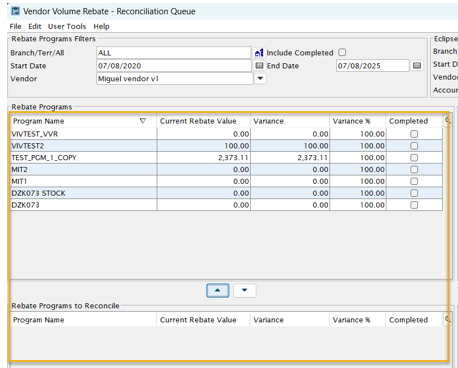 Vendor Volume Rebate - Reconciliation Queue
File Edit User Tools Help
Rebate Programs Filters
Branch/Terr/All ALL Include Completed
Start Date 07/08/2020 End Date 07/08/2025
Vendor Miguel vendor v1
Eclipse
Branch,
Start D
Vendo
Accou
Rebate Programs
Program Name Current Rebate Value Variance Variance % Completed
VIVTEST_VVR 0.00 0.00 100.00
VIVTEST2 100.00 100.00 100.00
TEST_PGM_1_COPY 2,373.11 2,373.11 100.00
MIT2 0.00 0.00 100.00
MIT1 0.00 0.00 100.00
DZK073 STOCK 0.00 0.00 100.00
DZK073 0.00 0.00 100.00
Rebate Programs to Reconcile
Program Name Current Rebate Value Variance Variance % Completed